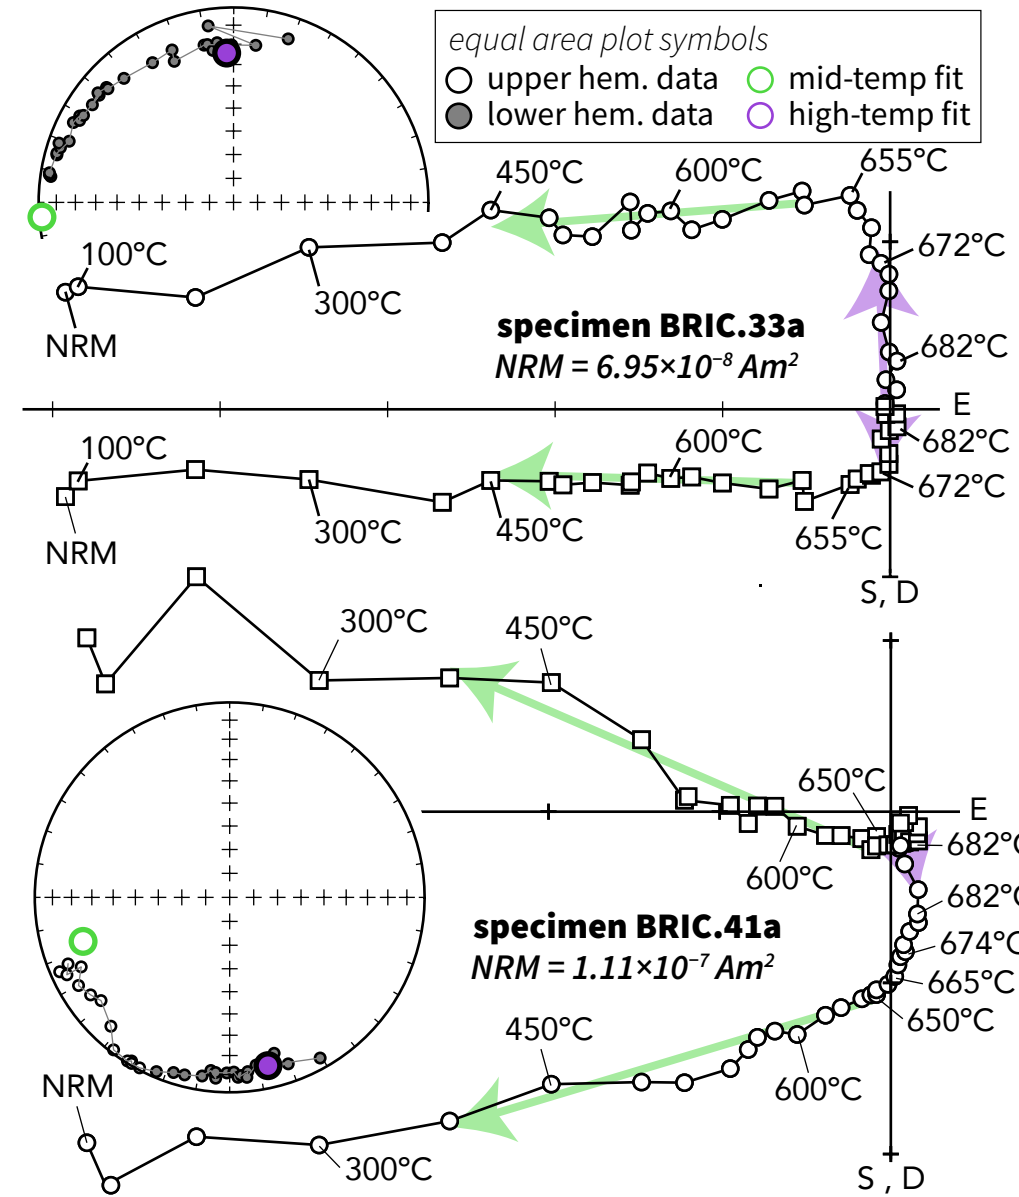 equal area plot symbols
upper hem. data
mid-temp fit
lower hem. data
high-temp fit
450°C
600°C
655°C
100°C
672°C
300°C
NRM
specimen BRIC.33a
NRM = 6.95×10⁻⁸ Am²
682°C
E
100°C
600°C
682°C
672°C
NRM
300°C
450°C
655°C
S, D
300°C
450°C
650°C
E
682°C
600°C
682°C
specimen BRIC.41a
NRM = 1.11×10⁻⁷ Am²
674°C
665°C
650°C
450°C
NRM
600°C
300°C
S, D